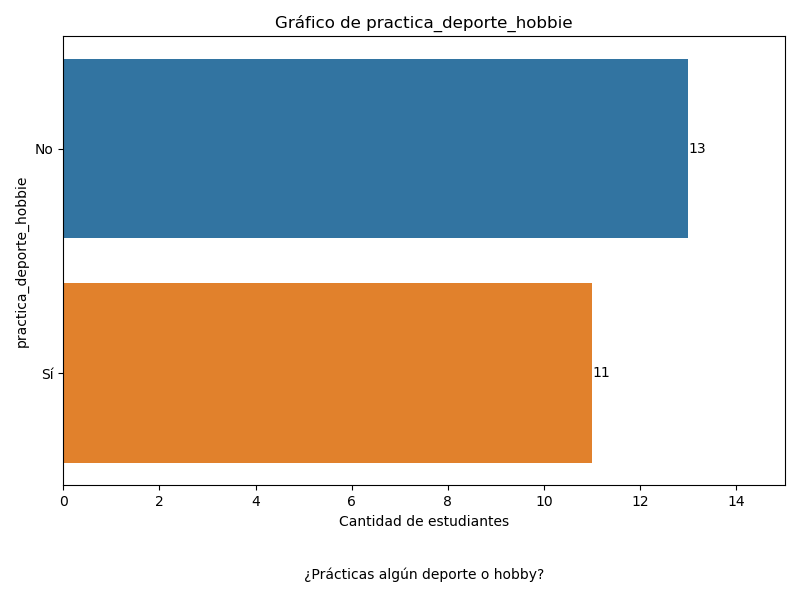 Gráfico de practica_deporte_hobbie
practica_deporte_hobbie
No
13
Sí
11
0 2 4 6 8 10 12 14
Cantidad de estudiantes
¿Prácticas algún deporte o hobby?